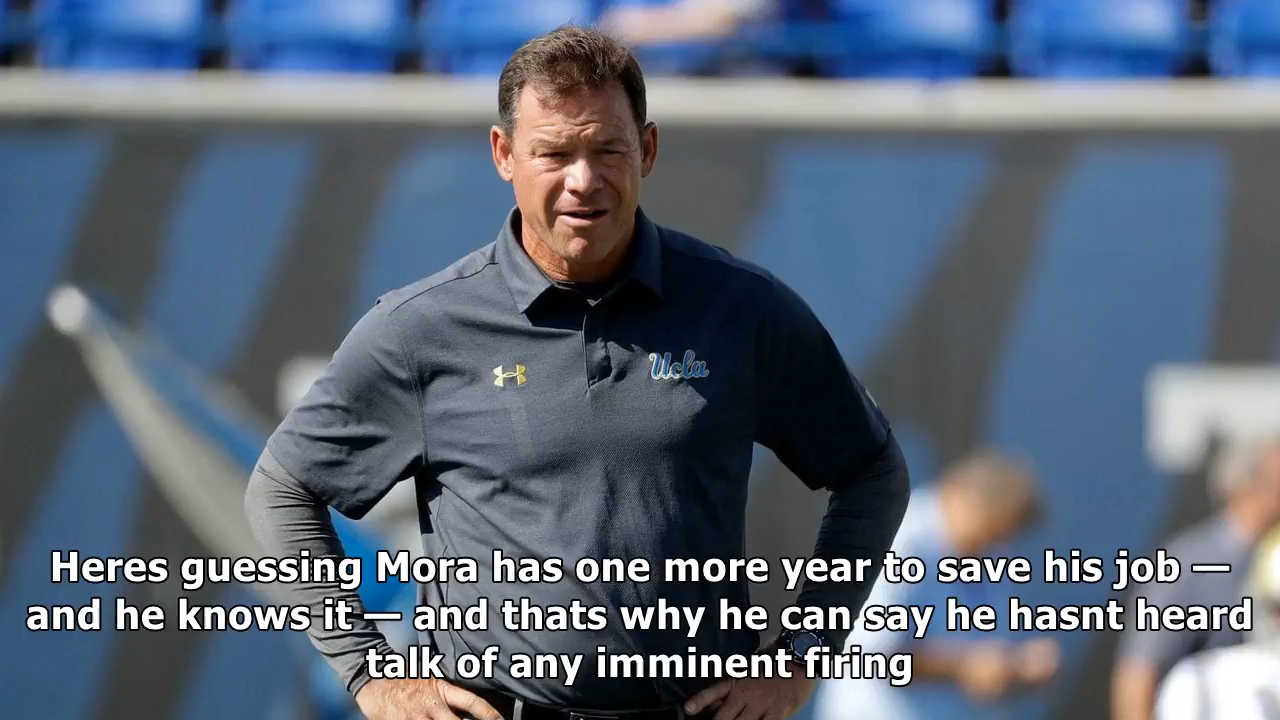 Ucla
Heres guessing Mora has one more year to save his job —
and he knows it — and thats why he can say he hasnt heard
talk of any imminent firing